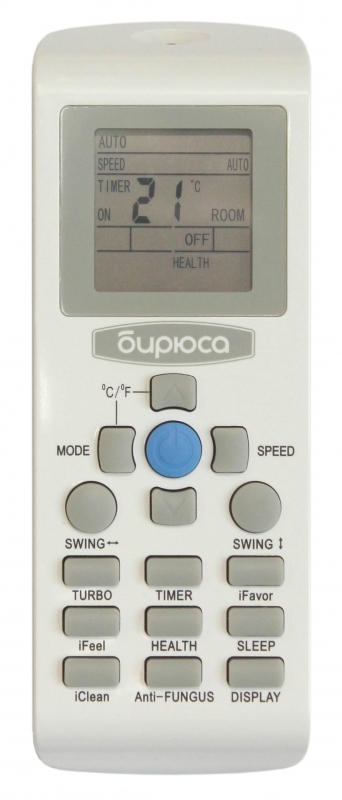 AUTO
SPEED AUTO
TIMER 21 °C
ON ROOM
OFF
HEALTH
бирюса
°C/°F
MODE SPEED
SWING↔ SWING↕
TURBO TIMER iFavor
iFeel HEALTH SLEEP
iClean Anti-FUNGUS DISPLAY